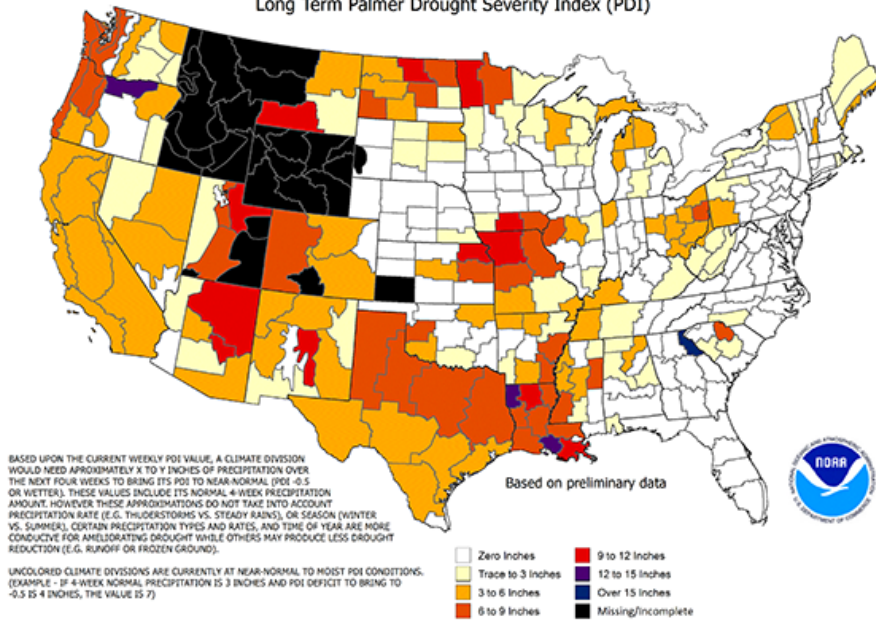 Long Term Palmer Drought Severity Index (PDI)
BASED UPON THE CURRENT WEEKLY PDI VALUE, A CLIMATE DIVISION
WOULD NEED APROXIMATELY X TO Y INCHES OF PRECIPITATION OVER
THE NEXT FOUR WEEKS TO BRING ITS PDI TO NEAR-NORMAL (PDI -0.5
OR WETTER). THESE VALUES INCLUDE ITS NORMAL 4-WEEK PRECIPITATION
AMOUNT. HOWEVER THESE APPROXIMATIONS DO NOT TAKE INTO ACCOUNT
PRECIPITATION RATE (E.G. THUDERSTORMS VS. STEADY RAINS), OR SEASON (WINTER
VS. SUMMER), CERTAIN PRECIPITATION TYPES AND RATES, AND TIME OF YEAR ARE MORE
CONDUCIVE FOR AMELIORATING DROUGHT WHILE OTHERS MAY PRODUCE LESS DROUGHT
REDUCTION (E.G. RUNOFF OR FROZEN GROUND).
UNCOLORED CLIMATE DIVISIONS ARE CURRENTLY AT NEAR-NORMAL TO MOIST PDI CONDITIONS.
(EXAMPLE - IF 4-WEEK NORMAL PRECIPITATION IS 3 INCHES AND PDI DEFICIT TO BRING TO
-0.5 IS 4 INCHES, THE VALUE IS 7)
Based on preliminary data
NOAA
Zero Inches
Trace to 3 Inches
3 to 6 Inches
6 to 9 Inches
9 to 12 Inches
12 to 15 Inches
Over 15 Inches
Missing/Incomplete